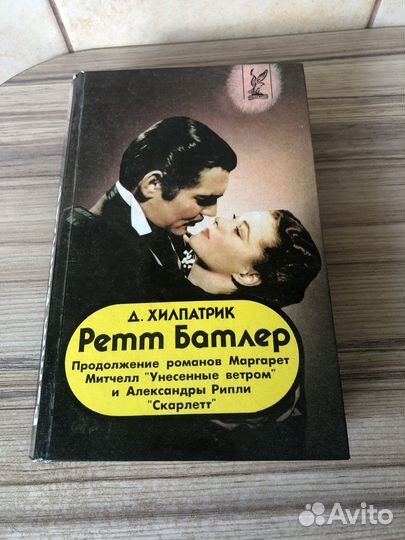 Д. ХИЛПАТРИК
Ретт Батлер
Продолжение романов Маргарет
Митчелл "Унесенные ветром"
и Александры Рипли
"Скарлетт"
Avito